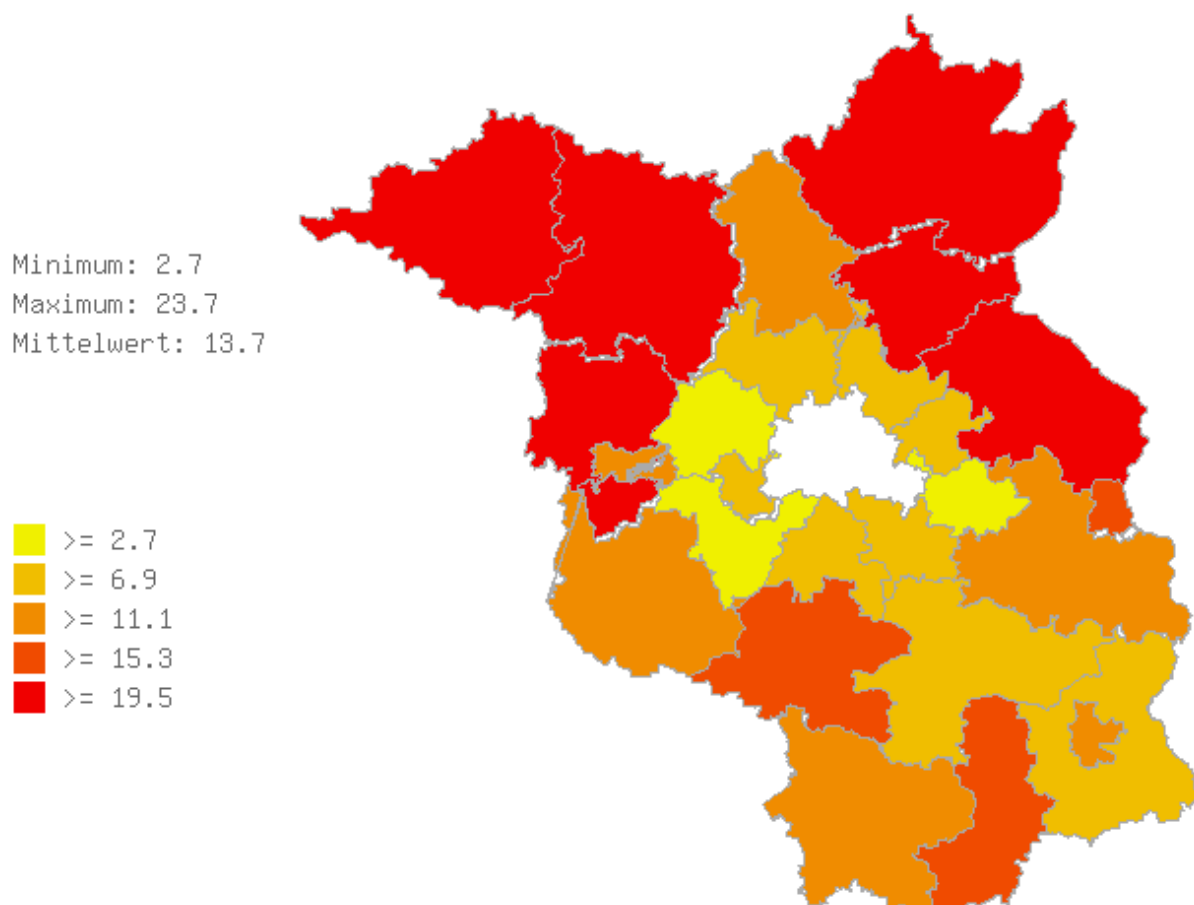 Minimum: 2.7
Maximum: 23.7
Mittelwert: 13.7
>= 2.7
>= 6.9
>= 11.1
>= 15.3
>= 19.5